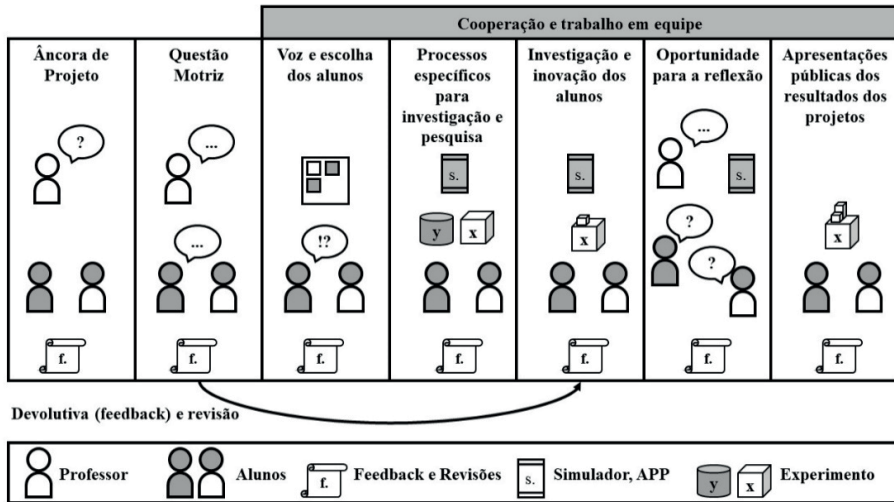 Cooperação e trabalho em equipe
Âncora de
Projeto
Questão
Motriz
Voz e escolha
dos alunos
Processos
específicos
para
investigação e
pesquisa
Investigação e
inovação dos
alunos
Oportunidade
para a reflexão
Apresentações
públicas dos
resultados dos
projetos
?
...
...
!?
s.
y
x
s.
x
...
s.
?
?
x
f.
f.
f.
f.
f.
f.
f.
Devolutiva (feedback) e revisão
Professor
Alunos
f.
Feedback e Revisões
s.
Simulador, APP
y
x
Experimento